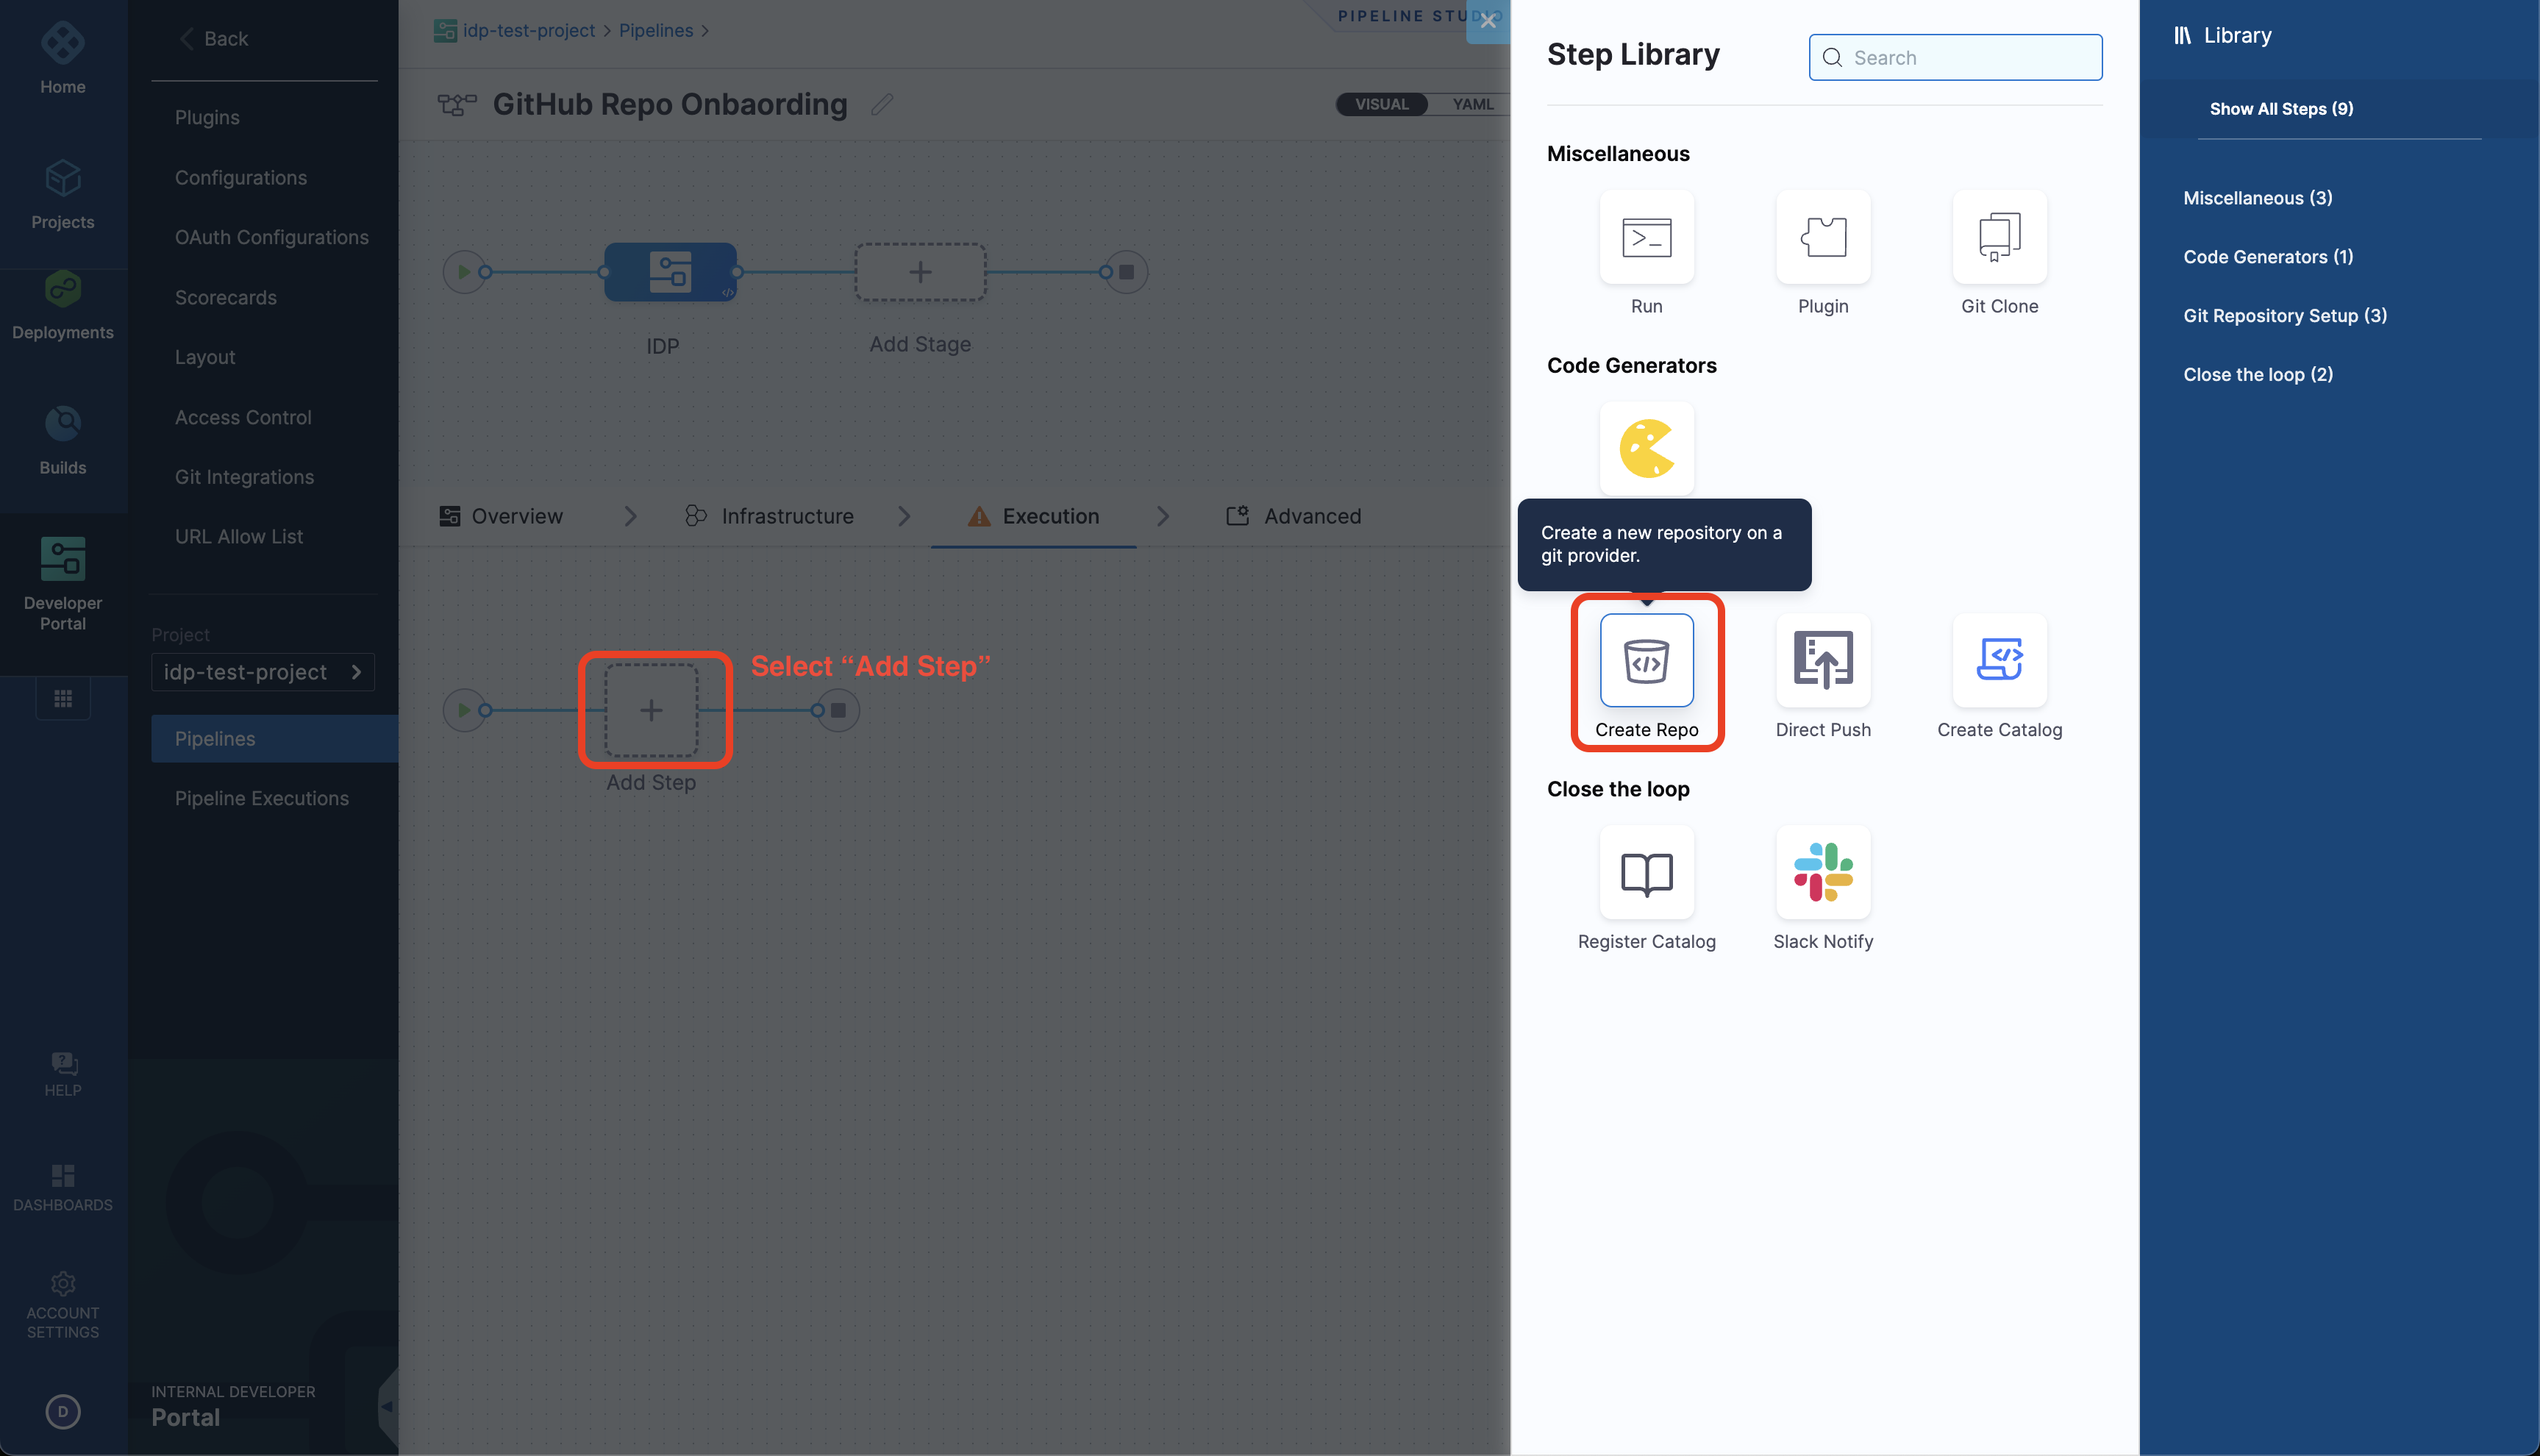 Home
Projects
Deployments
Builds
Developer
Portal
HELP
DASHBOARDS
ACCOUNT
SETTINGS
D
Back
Plugins
Configurations
OAuth Configurations
Scorecards
Layout
Access Control
Git Integrations
URL Allow List
Project
idp-test-project
Pipelines
Pipeline Executions
INTERNAL DEVELOPER
Portal
idp-test-project > Pipelines >
PIPELINE STUDIO
GitHub Repo Onbaording
VISUAL
YAML
IDP
Add Stage
Overview
Infrastructure
Execution
Advanced
Select “Add Step”
Add Step
Step Library
Search
Miscellaneous
Run
Plugin
Git Clone
Code Generators
Create a new repository on a
git provider.
Create Repo
Direct Push
Create Catalog
Close the loop
Register Catalog
Slack Notify
Library
Show All Steps (9)
Miscellaneous (3)
Code Generators (1)
Git Repository Setup (3)
Close the loop (2)